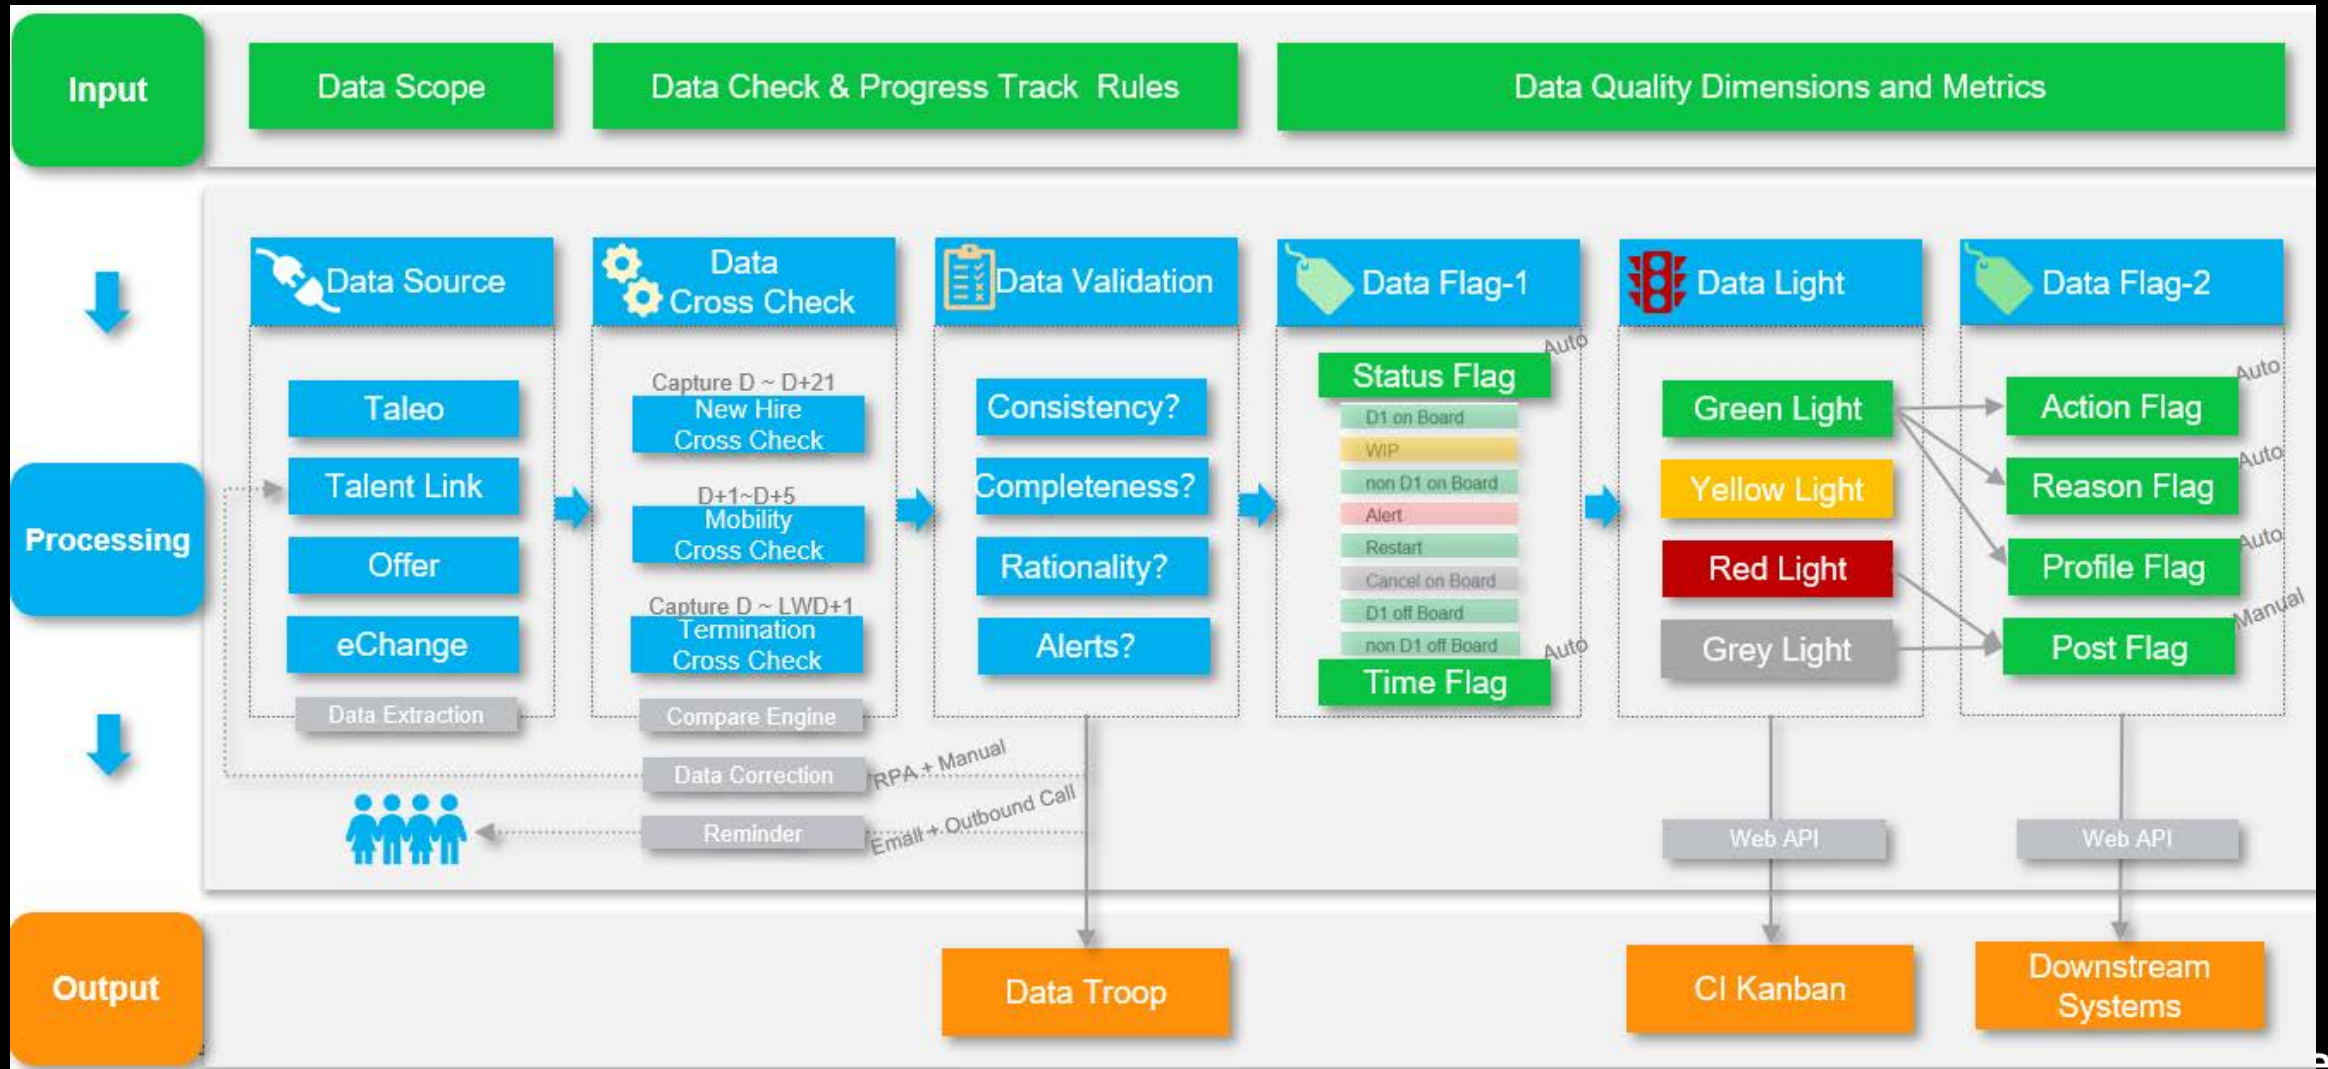 Input
Data Scope
Data Check & Progress Track Rules
Data Quality Dimensions and Metrics
Processing
Data Source
Taleo
Talent Link
Offer
eChange
Data Extraction
Data
Cross Check
Capture D ~ D+21
New Hire
Cross Check
D+1~D+5
Mobility
Cross Check
Capture D ~ LWD+1
Termination
Cross Check
Compare Engine
Data Correction
RPA + Manual
Reminder
Email + Outbound Call
Data Validation
Consistency?
Completeness?
Rationality?
Alerts?
Data Flag-1
Auto
Status Flag
D1 on Board
WIP
non D1 on Board
Alert
Restart
Cancel on Board
D1 off Board
non D1 off Board
Auto
Time Flag
Data Light
Green Light
Yellow Light
Red Light
Grey Light
Web API
Data Flag-2
Auto
Action Flag
Auto
Reason Flag
Auto
Profile Flag
Manual
Post Flag
Web API
Output
Data Troop
CI Kanban
Downstream
Systems